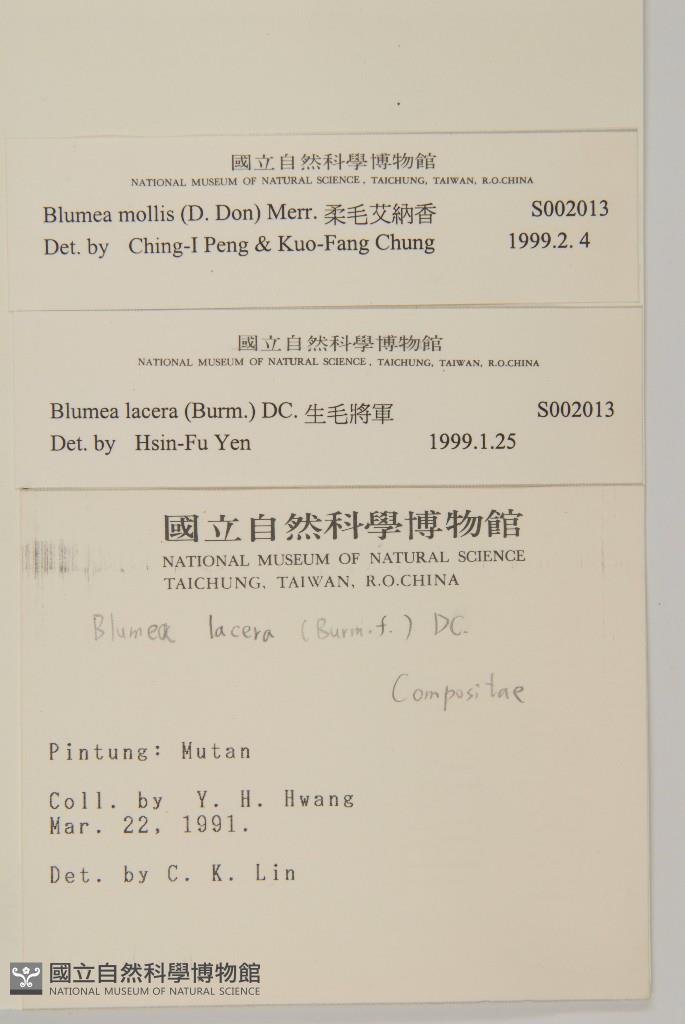 國立自然科學博物館
NATIONAL MUSEUM OF NATURAL SCIENCE, TAICHUNG, TAIWAN, R.O.CHINA
Blumea mollis (D. Don) Merr. 柔毛艾納香 S002013
Det. by Ching-I Peng & Kuo-Fang Chung 1999.2. 4
國立自然科學博物館
NATIONAL MUSEUM OF NATURAL SCIENCE, TAICHUNG, TAIWAN, R.O.CHINA
Blumea lacera (Burm.) DC. 生毛將軍 S002013
Det. by Hsin-Fu Yen 1999.1.25
國立自然科學博物館
NATIONAL MUSEUM OF NATURAL SCIENCE
TAICHUNG, TAIWAN, R.O.CHINA
Blumea lacera (Burm.f.) DC.
Compositae
Pintung: Mutan
Coll. by Y. H. Hwang
Mar. 22, 1991.
Det. by C. K. Lin
國立自然科學博物館
NATIONAL MUSEUM OF NATURAL SCIENCE